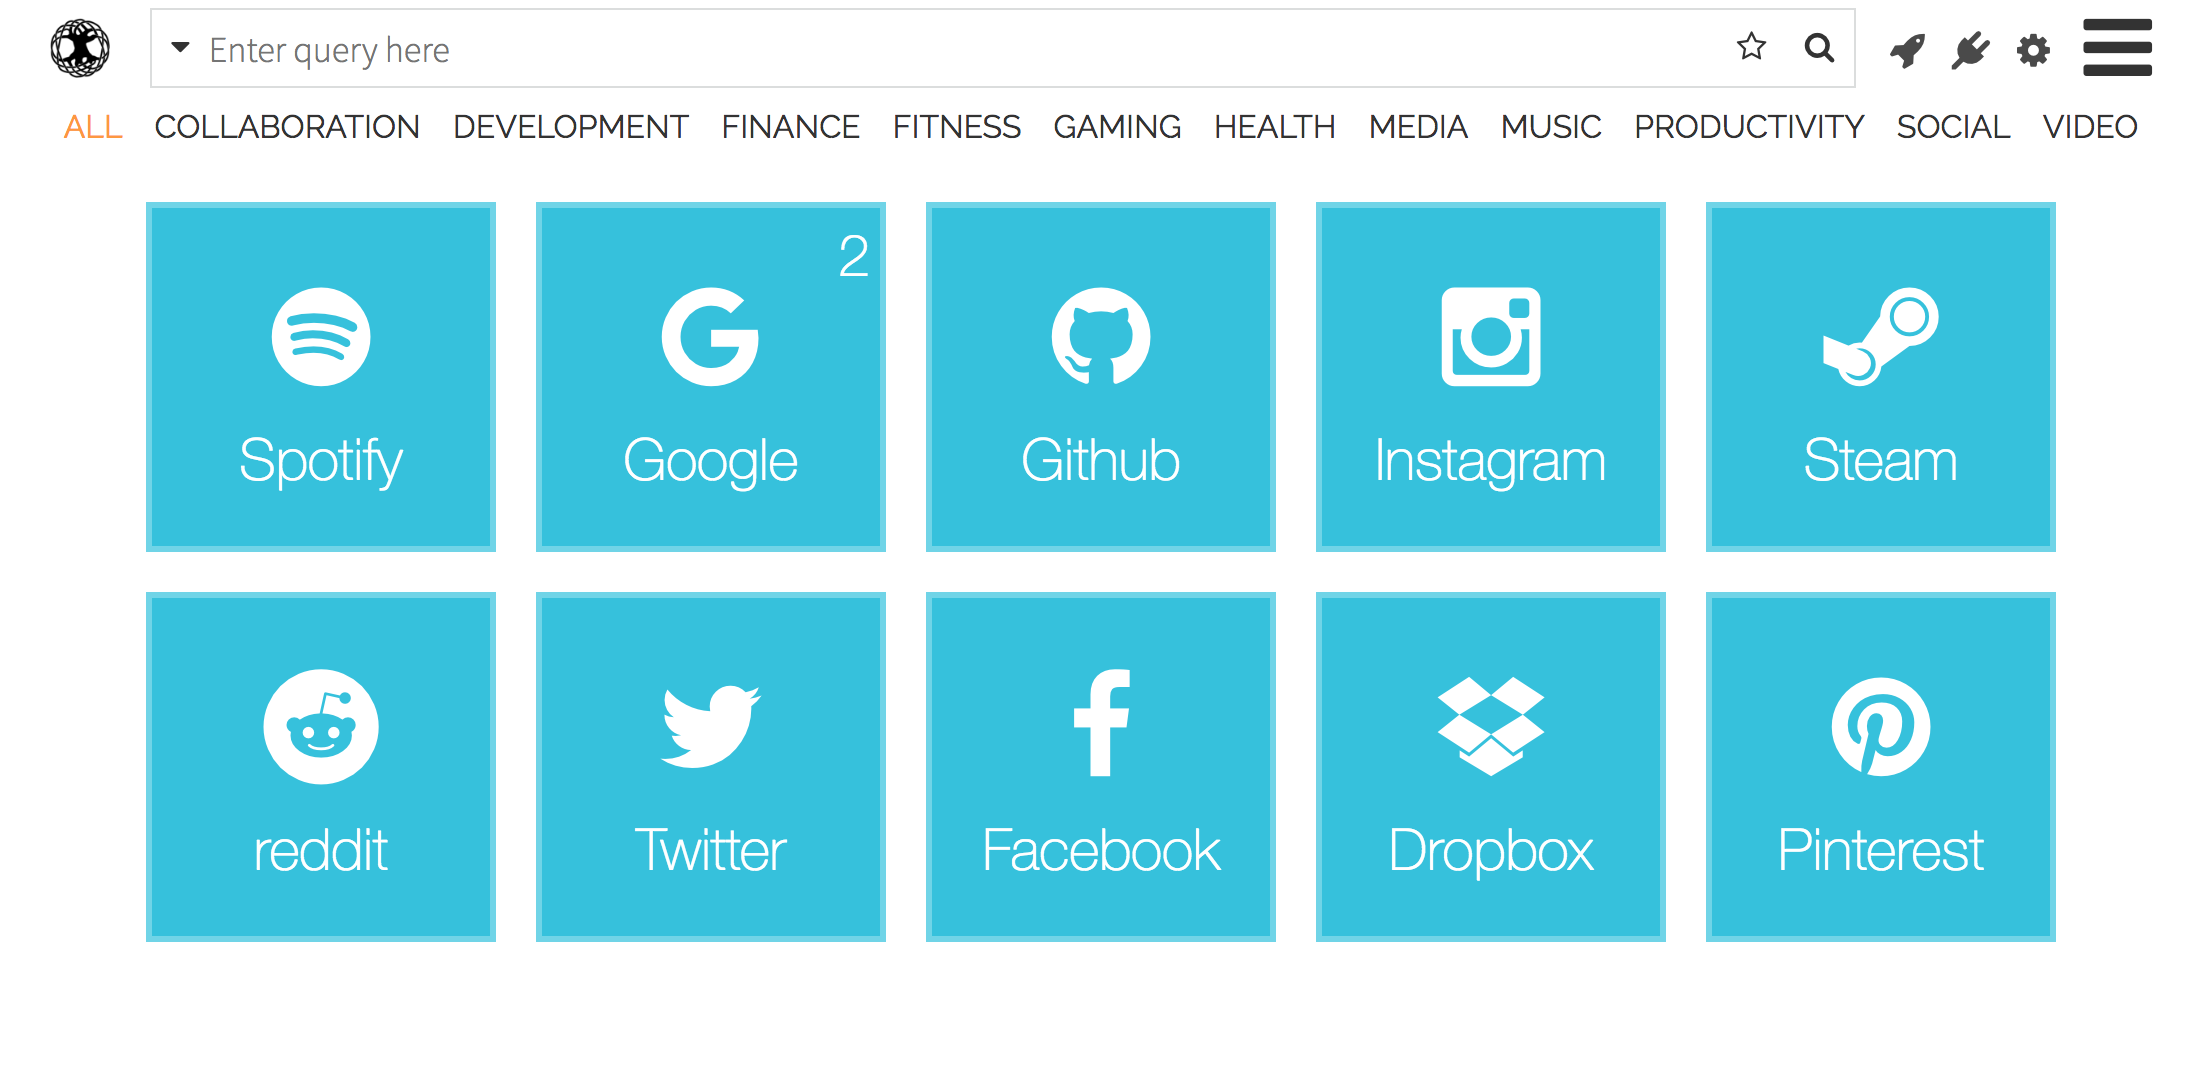 Enter query here
ALL COLLABORATION DEVELOPMENT FINANCE FITNESS GAMING HEALTH MEDIA MUSIC PRODUCTIVITY SOCIAL VIDEO
2
Spotify Google Github Instagram Steam
reddit Twitter Facebook Dropbox Pinterest